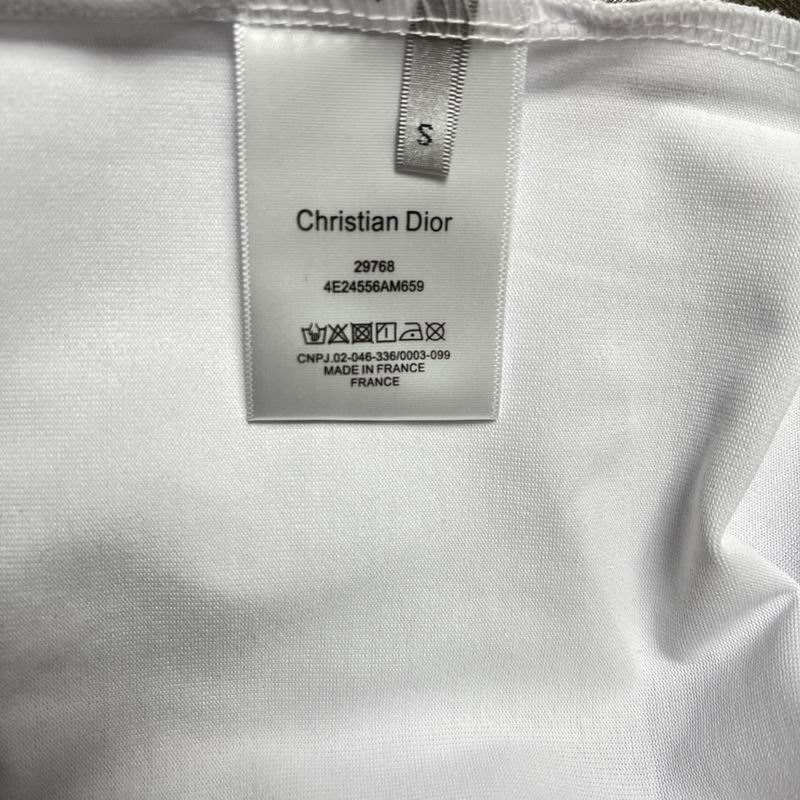 S
Christian Dior
29768
4E24556AM659
CNPJ.02-046-336/0003-099
MADE IN FRANCE
FRANCE